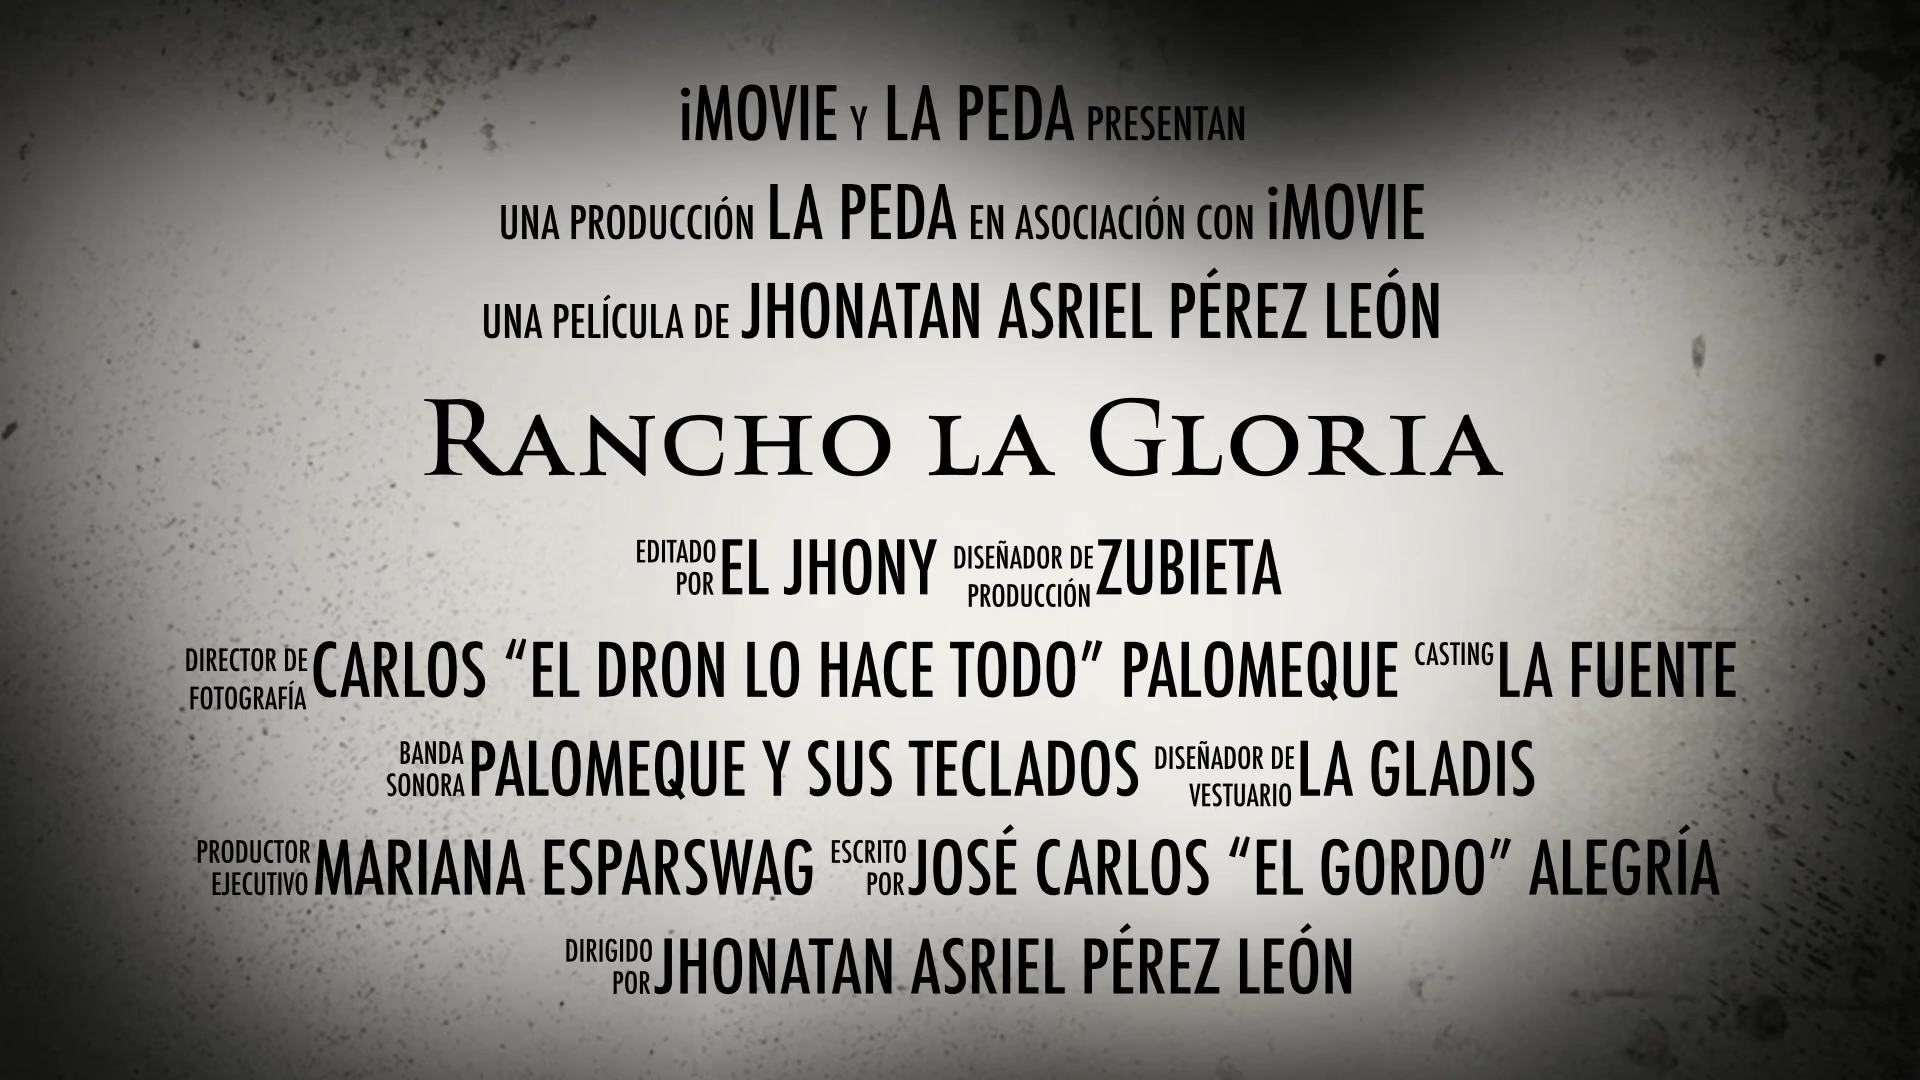 iMOVIE Y LA PEDA PRESENTAN
UNA PRODUCCIÓN LA PEDA EN ASOCIACIÓN CON iMOVIE
UNA PELÍCULA DE JHONATAN ASRIEL PÉREZ LEÓN
RANCHO LA GLORIA
EDITADO POR EL JHONY DISEÑADOR DE PRODUCCIÓN ZUBIETA
DIRECTOR DE FOTOGRAFÍA CARLOS “EL DRON LO HACE TODO” PALOMEQUE CASTING LA FUENTE
BANDA SONORA PALOMEQUE Y SUS TECLADOS DISEÑADOR DE VESTUARIO LA GLADIS
PRODUCTOR EJECUTIVO MARIANA ESPARSWAG ESCRITO POR JOSÉ CARLOS “EL GORDO” ALEGRÍA
DIRIGIDO POR JHONATAN ASRIEL PÉREZ LEÓN